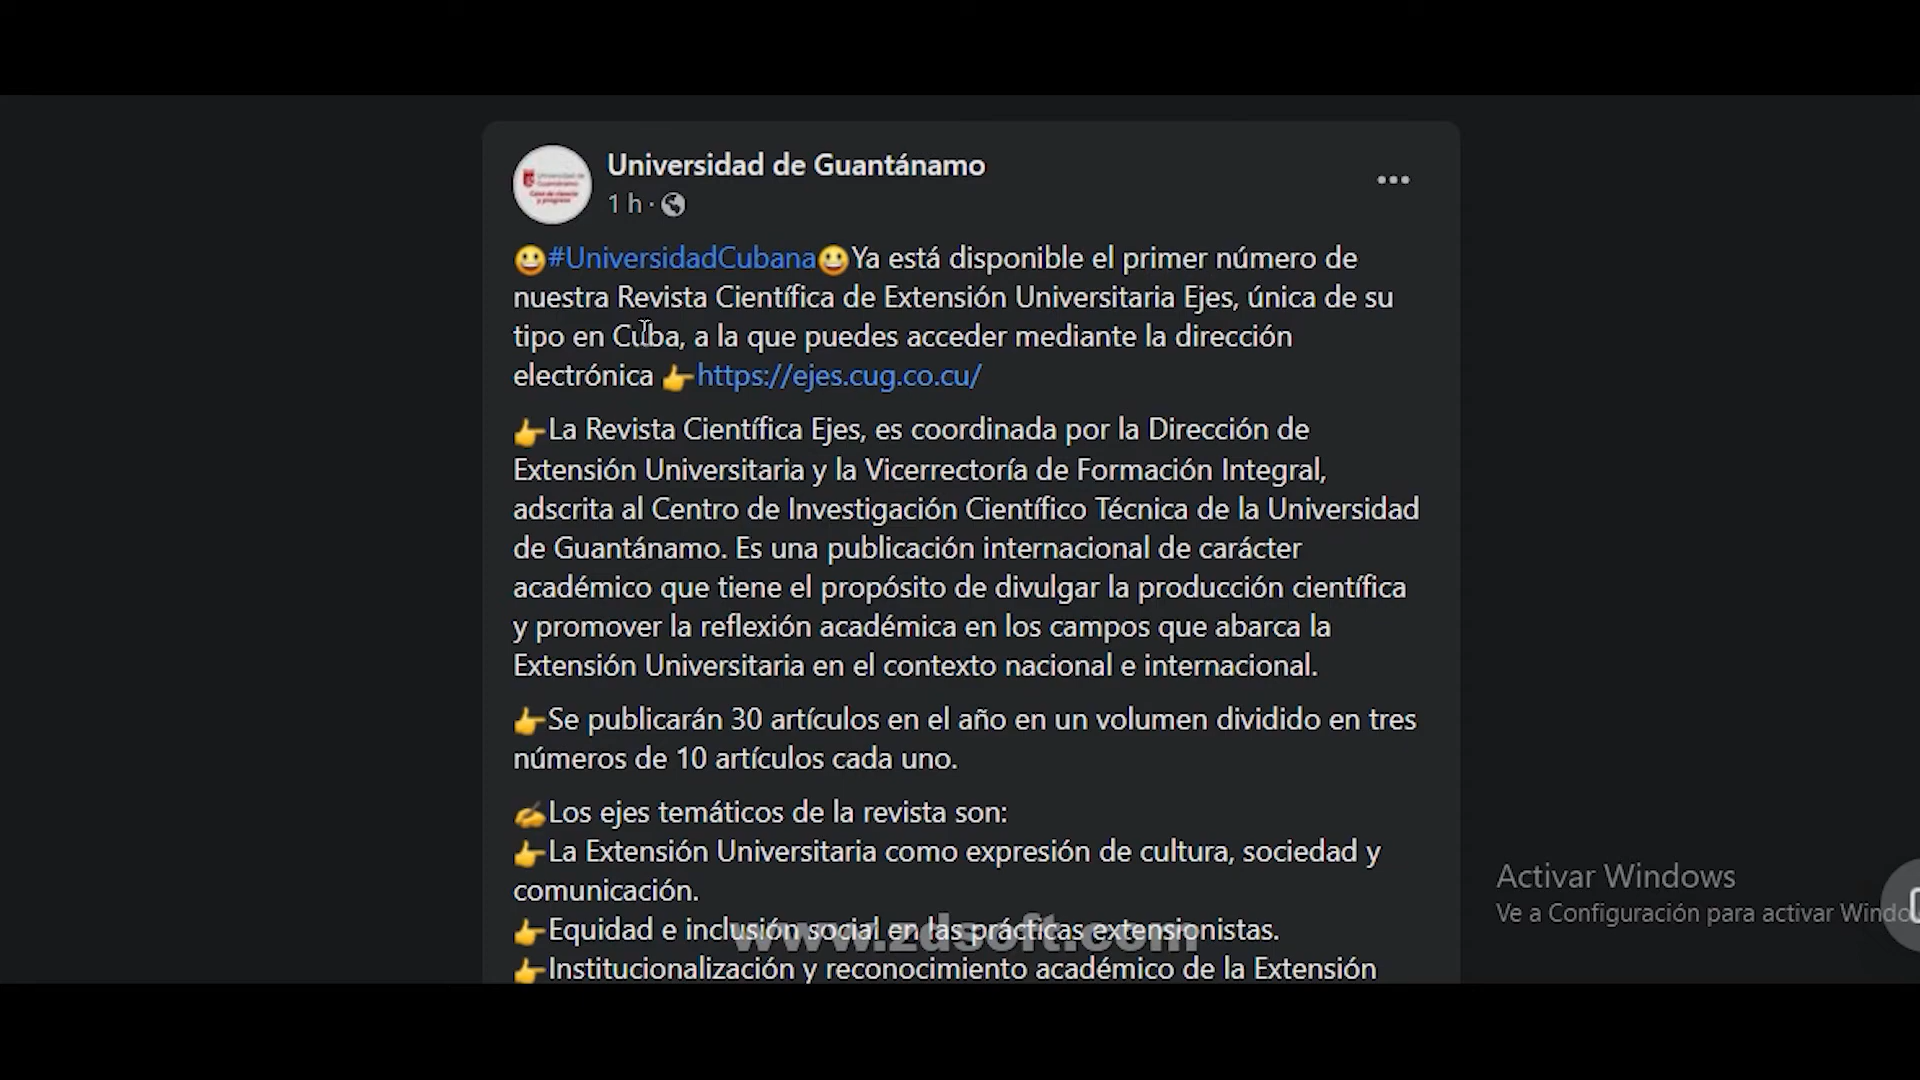 Universidad de Guantánamo
1 h ·
#UniversidadCubana Ya está disponible el primer número de
nuestra Revista Científica de Extensión Universitaria Ejes, única de su
tipo en Cuba, a la que puedes acceder mediante la dirección
electrónica https://ejes.cug.co.cu/
La Revista Científica Ejes, es coordinada por la Dirección de
Extensión Universitaria y la Vicerrectoría de Formación Integral,
adscrita al Centro de Investigación Científico Técnica de la Universidad
de Guantánamo. Es una publicación internacional de carácter
académico que tiene el propósito de divulgar la producción científica
y promover la reflexión académica en los campos que abarca la
Extensión Universitaria en el contexto nacional e internacional.
Se publicarán 30 artículos en el año en un volumen dividido en tres
números de 10 artículos cada uno.
Los ejes temáticos de la revista son:
La Extensión Universitaria como expresión de cultura, sociedad y
comunicación.
Equidad e inclusión social en las prácticas extensionistas.
Institucionalización y reconocimiento académico de la Extensión
www.zdsoft.com
Activar Windows
Ve a Configuración para activar Windo